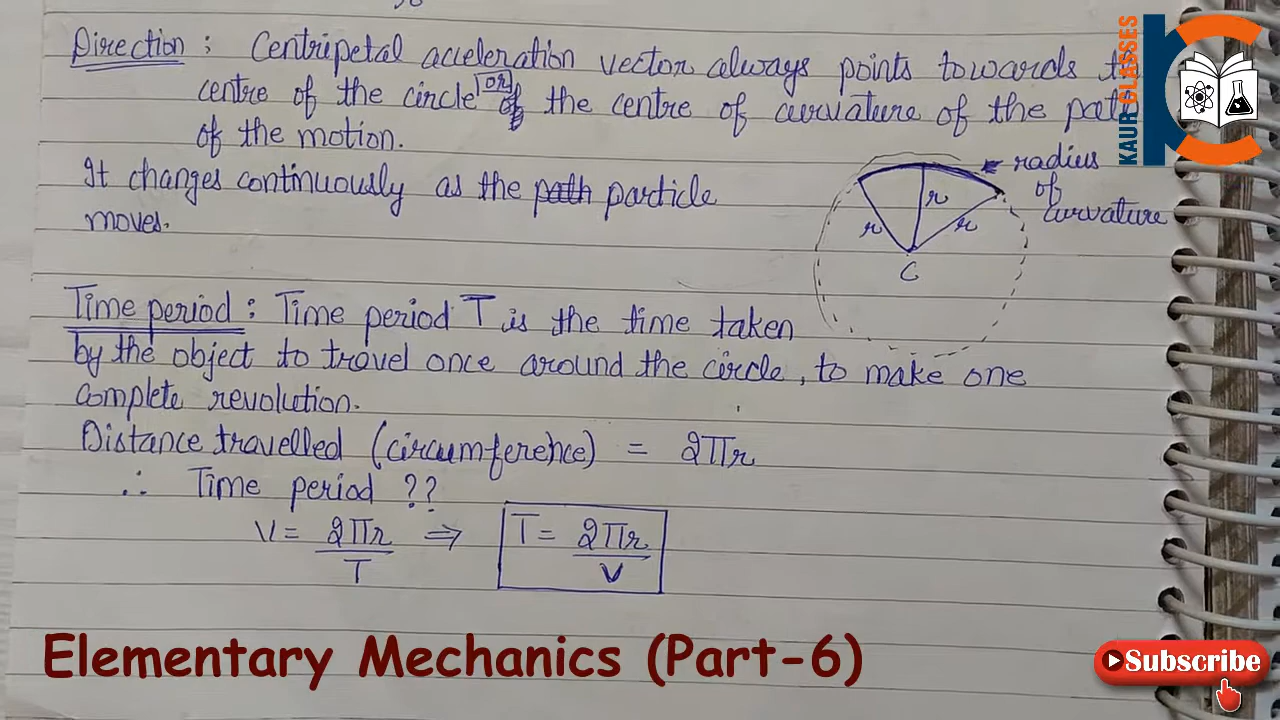 Direction : Centripetal acceleration vector always points towards
centre of the circle or the centre of curvature of the path
of the motion.
It changes continuously as the path particle
moves.
radius
of
curvature
r
r
r
C
Time period : Time period T is the time taken
by the object to travel once around the circle, to make one
complete revolution.
Distance travelled (circumference) = 2πr
∴ Time period ??
V = 2πr/T ⇒ T = 2πr/V
Elementary Mechanics (Part-6)
KAUR CLASSES
Subscribe